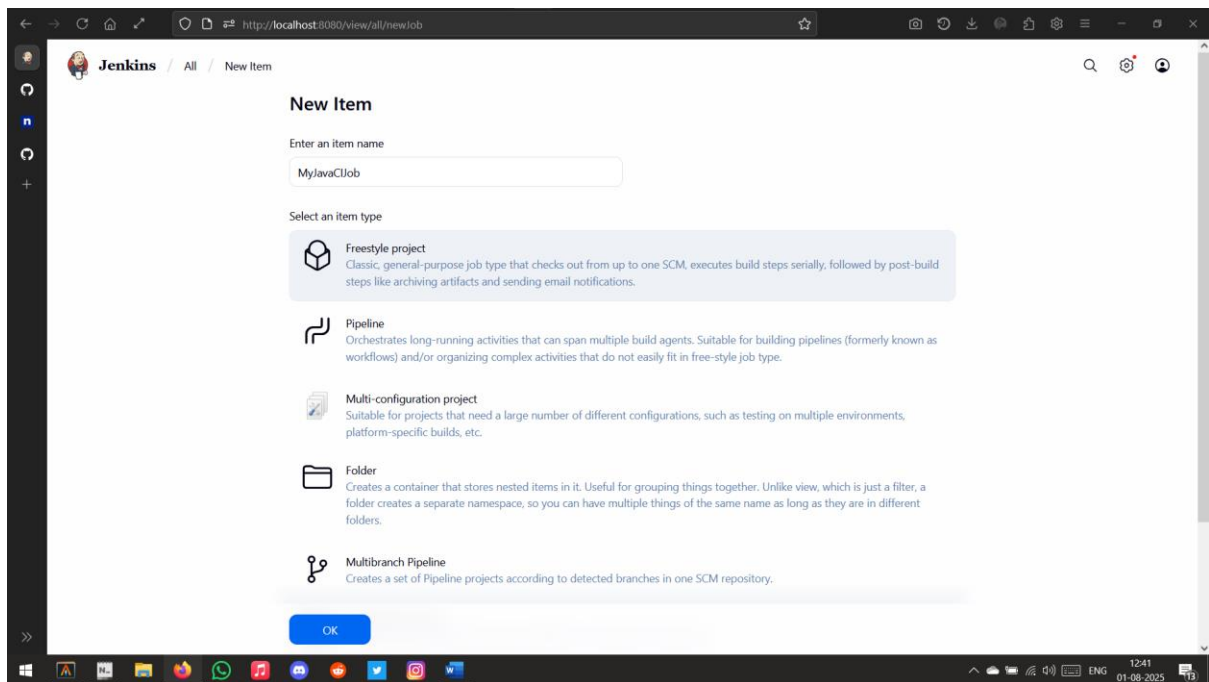 http://localhost:8080/view/all/newJob
Jenkins / All / New Item
New Item
Enter an item name
MyJavaCIJob
Select an item type
Freestyle project
Classic, general-purpose job type that checks out from up to one SCM, executes build steps serially, followed by post-build
steps like archiving artifacts and sending email notifications.
Pipeline
Orchestrates long-running activities that can span multiple build agents. Suitable for building pipelines (formerly known as
workflows) and/or organizing complex activities that do not easily fit in free-style job type.
Multi-configuration project
Suitable for projects that need a large number of different configurations, such as testing on multiple environments,
platform-specific builds, etc.
Folder
Creates a container that stores nested items in it. Useful for grouping things together. Unlike view, which is just a filter, a
folder creates a separate namespace, so you can have multiple things of the same name as long as they are in different
folders.
Multibranch Pipeline
Creates a set of Pipeline projects according to detected branches in one SCM repository.
OK
ENG
12:41
01-08-2025
13